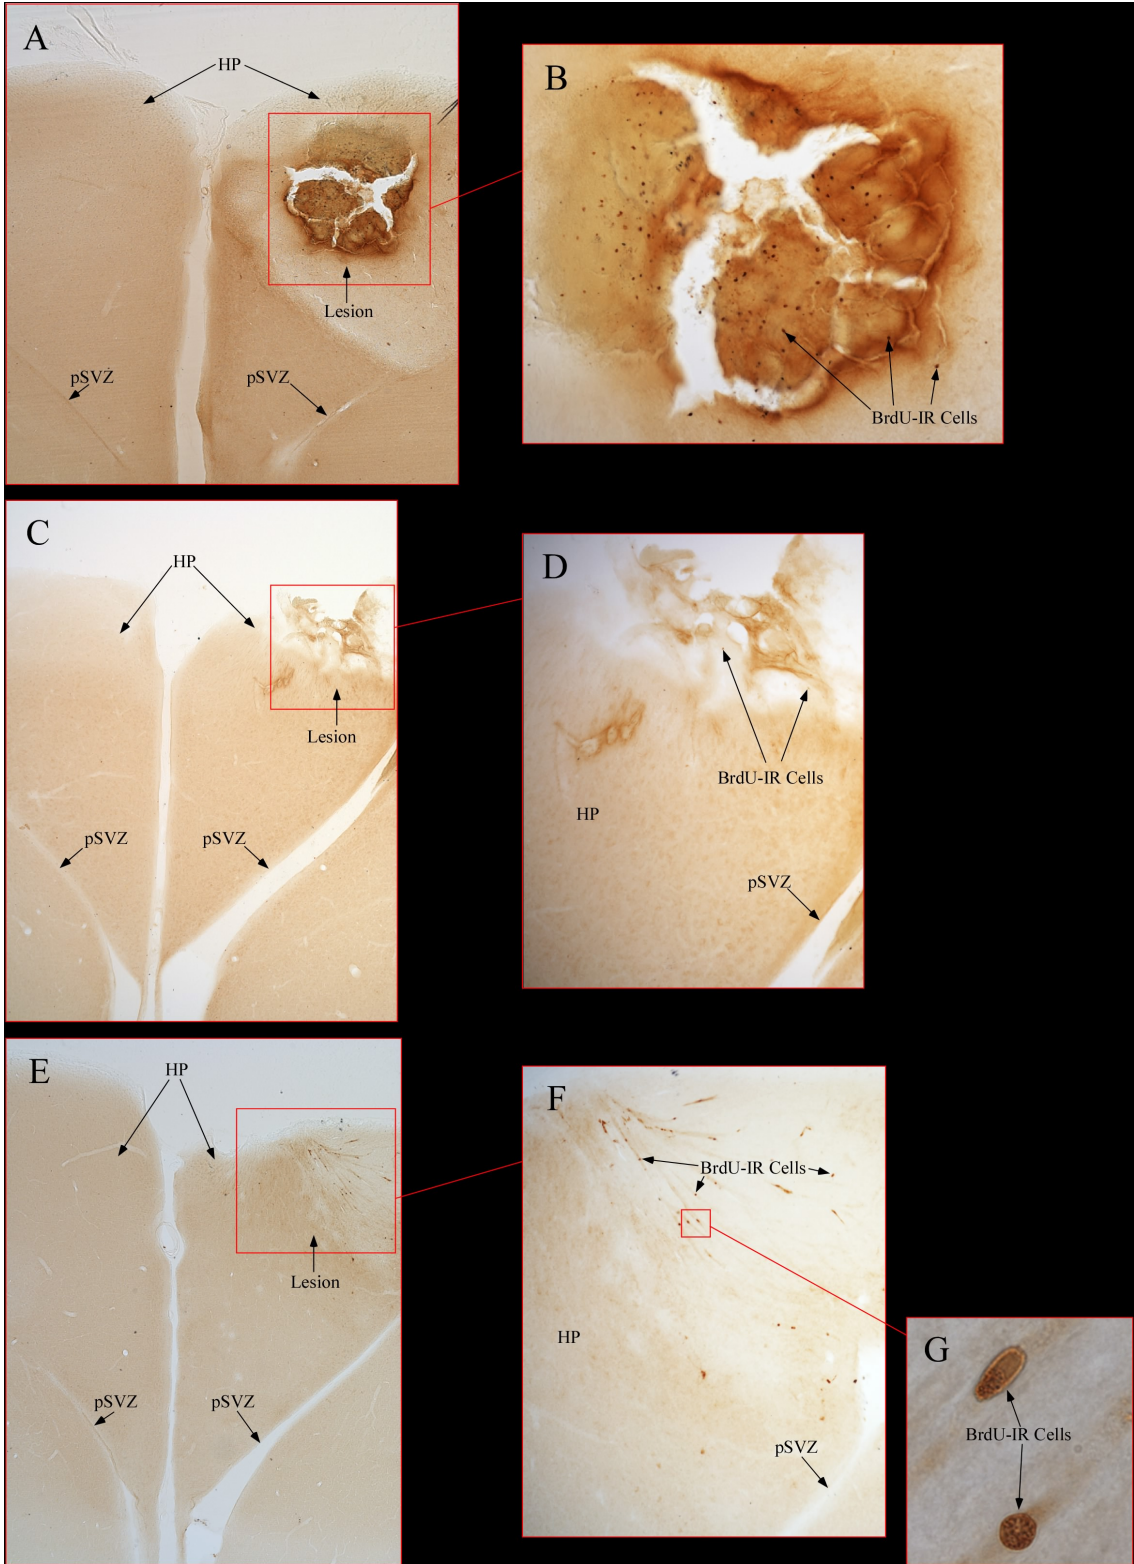 A
HP
Lesion
pSVZ
pSVZ
B
BrdU-IR Cells
C
HP
Lesion
pSVZ
pSVZ
D
BrdU-IR Cells
HP
pSVZ
E
HP
Lesion
pSVZ
pSVZ
F
BrdU-IR Cells
HP
pSVZ
G
BrdU-IR Cells